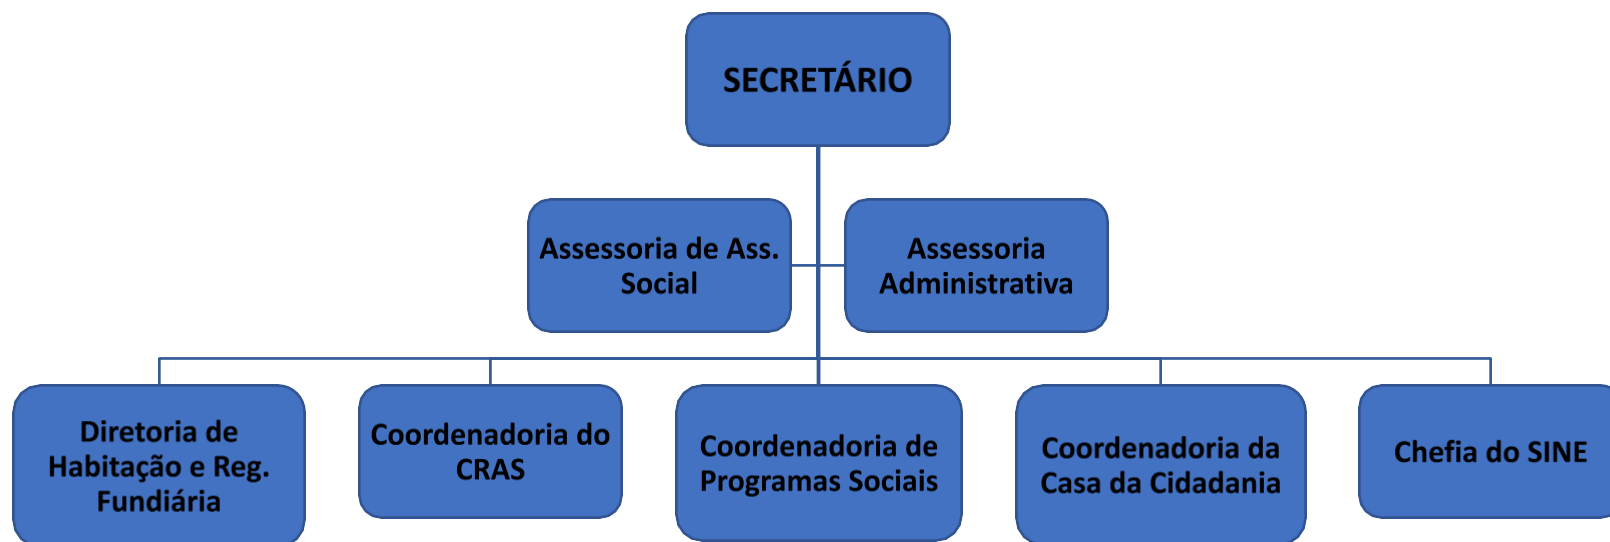 SECRETÁRIO
Assessoria de Ass.
Social
Assessoria
Administrativa
Diretoria de
Habitação e Reg.
Fundiária
Coordenadoria do
CRAS
Coordenadoria de
Programas Sociais
Coordenadoria da
Casa da Cidadania
Chefia do SINE